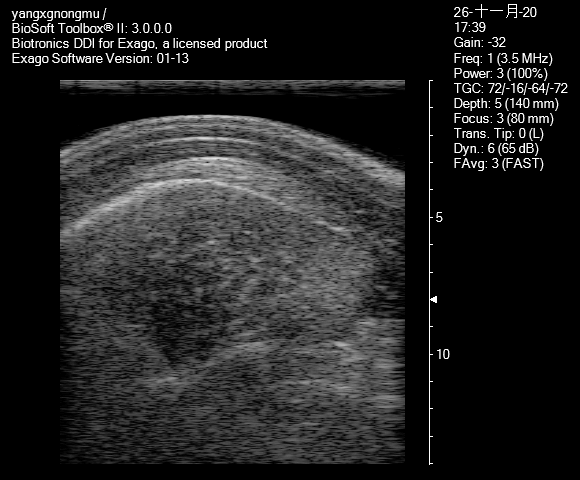 yangxgnongmu /
BioSoft Toolbox® II: 3.0.0.0
Biotronics DDI for Exago, a licensed product
Exago Software Version: 01-13
26-十一月-20
17:39
Gain: -32
Freq: 1 (3.5 MHz)
Power: 3 (100%)
TGC: 72/-16/-64/-72
Depth: 5 (140 mm)
Focus: 3 (80 mm)
Trans. Tip: 0 (L)
Dyn.: 6 (65 dB)
FAvg: 3 (FAST)
5
10